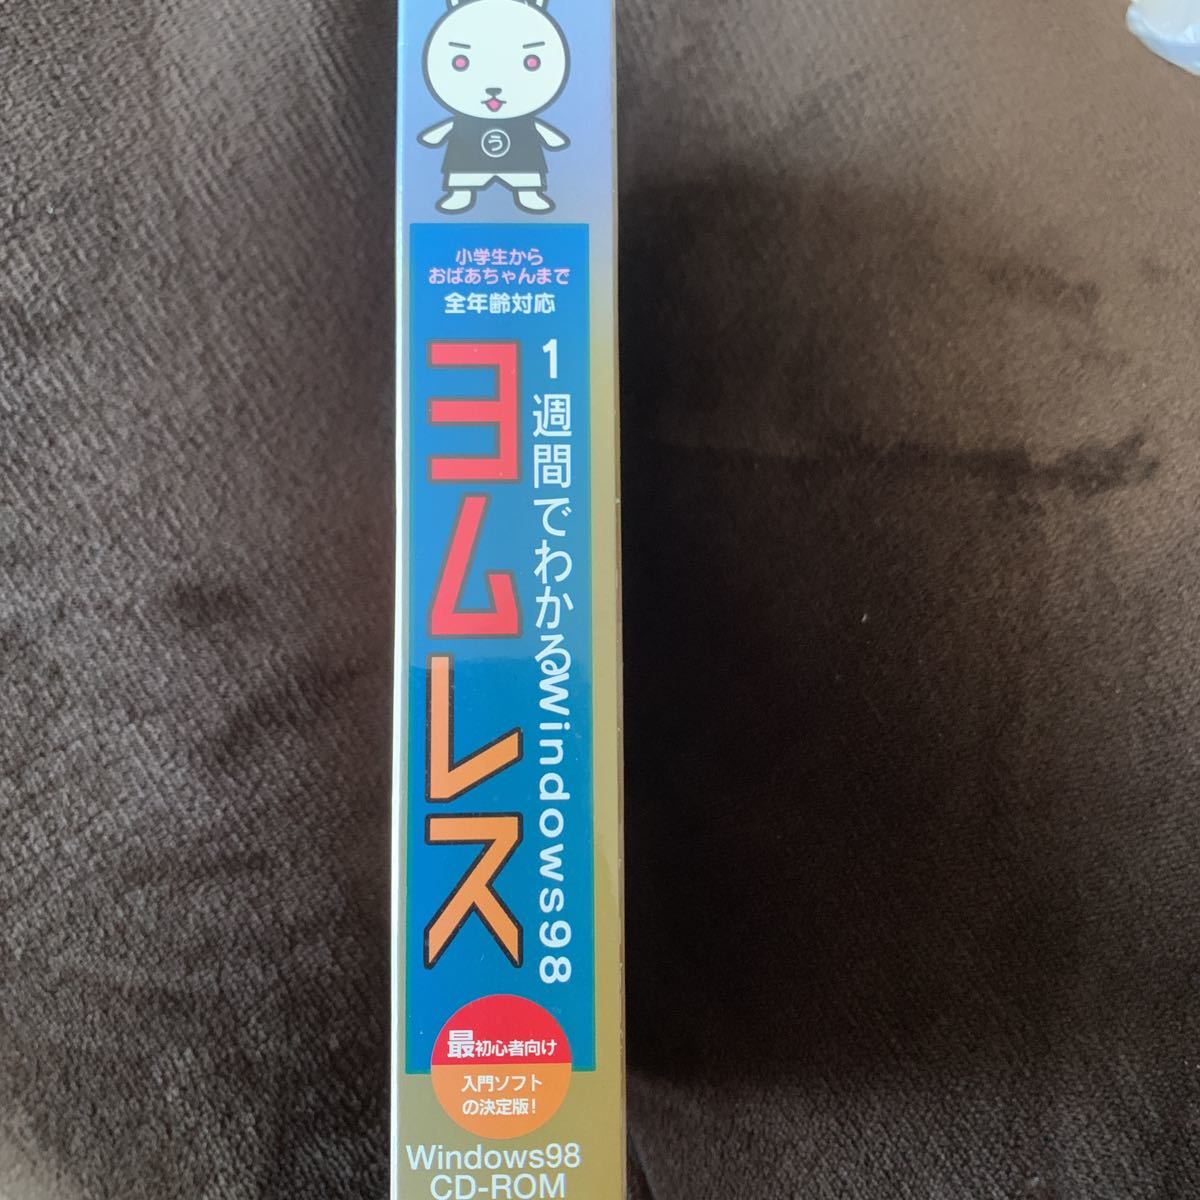 う
小学生から
おばあちゃんまで
全年齢対応
1週間でわかるWindows98
ヨムレス
最初心者向け
入門ソフト
の決定版!
Windows98
CD-ROM